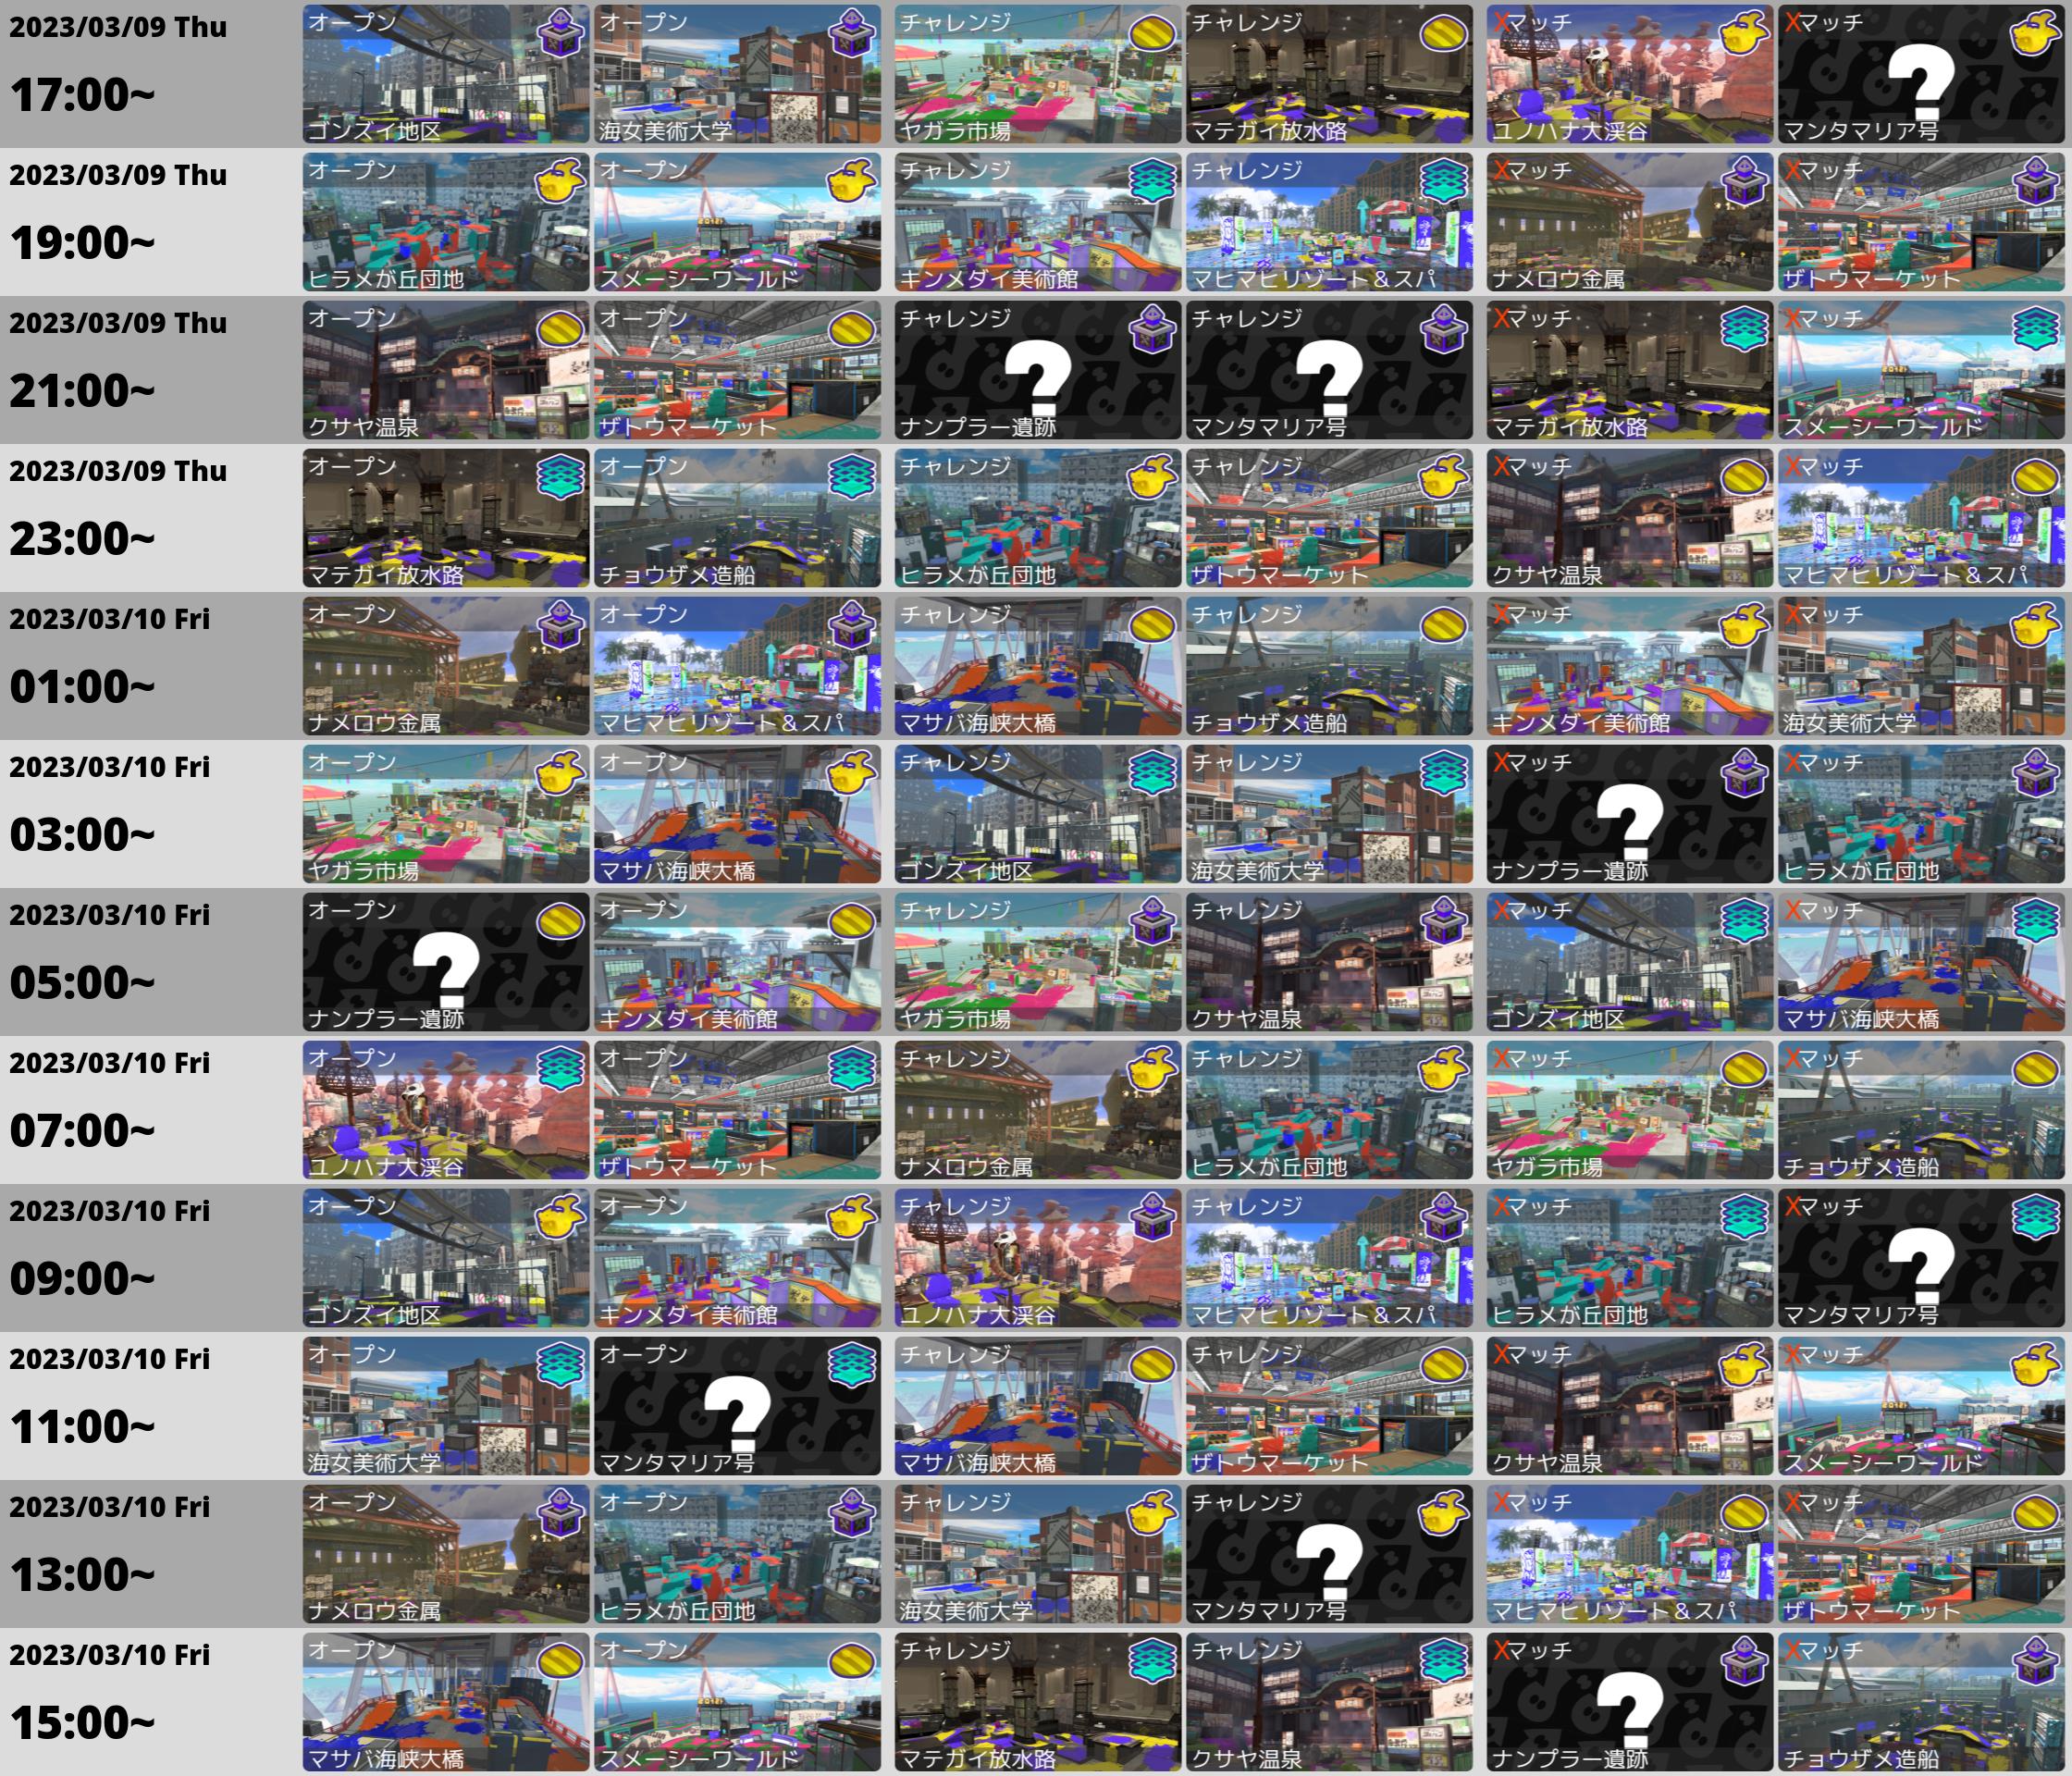 2023/03/09 Thu
17:00~
オープン オープン チャレンジ チャレンジ Xマッチ Xマッチ
ゴンズイ地区 海女美術大学 ヤガラ市場 マテガイ放水路 ユノハナ大渓谷 マンタマリア号
2023/03/09 Thu
19:00~
オープン オープン チャレンジ チャレンジ Xマッチ Xマッチ
ヒラメが丘団地 スメーシーワールド キンメダイ美術館 マヒマヒリゾート＆スパ ナメロウ金属 ザトウマーケット
2023/03/09 Thu
21:00~
オープン オープン チャレンジ チャレンジ Xマッチ Xマッチ
クサヤ温泉 ザトウマーケット ナンプラー遺跡 マンタマリア号 マテガイ放水路 スメーシーワールド
2023/03/09 Thu
23:00~
オープン オープン チャレンジ チャレンジ Xマッチ Xマッチ
マテガイ放水路 チョウザメ造船 ヒラメが丘団地 ザトウマーケット クサヤ温泉 マヒマヒリゾート＆スパ
2023/03/10 Fri
01:00~
オープン オープン チャレンジ チャレンジ Xマッチ Xマッチ
ナメロウ金属 マヒマヒリゾート＆スパ マサバ海峡大橋 チョウザメ造船 キンメダイ美術館 海女美術大学
2023/03/10 Fri
03:00~
オープン オープン チャレンジ チャレンジ Xマッチ Xマッチ
ヤガラ市場 マサバ海峡大橋 ゴンズイ地区 海女美術大学 ナンプラー遺跡 ヒラメが丘団地
2023/03/10 Fri
05:00~
オープン オープン チャレンジ チャレンジ Xマッチ Xマッチ
ナンプラー遺跡 キンメダイ美術館 ヤガラ市場 クサヤ温泉 ゴンズイ地区 マサバ海峡大橋
2023/03/10 Fri
07:00~
オープン オープン チャレンジ チャレンジ Xマッチ Xマッチ
ユノハナ大渓谷 ザトウマーケット ナメロウ金属 ヒラメが丘団地 ヤガラ市場 チョウザメ造船
2023/03/10 Fri
09:00~
オープン オープン チャレンジ チャレンジ Xマッチ Xマッチ
ゴンズイ地区 キンメダイ美術館 ユノハナ大渓谷 マヒマヒリゾート＆スパ ヒラメが丘団地 マンタマリア号
2023/03/10 Fri
11:00~
オープン オープン チャレンジ チャレンジ Xマッチ Xマッチ
海女美術大学 マンタマリア号 マサバ海峡大橋 ザトウマーケット クサヤ温泉 スメーシーワールド
2023/03/10 Fri
13:00~
オープン オープン チャレンジ チャレンジ Xマッチ Xマッチ
ナメロウ金属 ヒラメが丘団地 海女美術大学 マンタマリア号 マヒマヒリゾート＆スパ ザトウマーケット
2023/03/10 Fri
15:00~
オープン オープン チャレンジ チャレンジ Xマッチ Xマッチ
マサバ海峡大橋 スメーシーワールド マテガイ放水路 クサヤ温泉 ナンプラー遺跡 チョウザメ造船